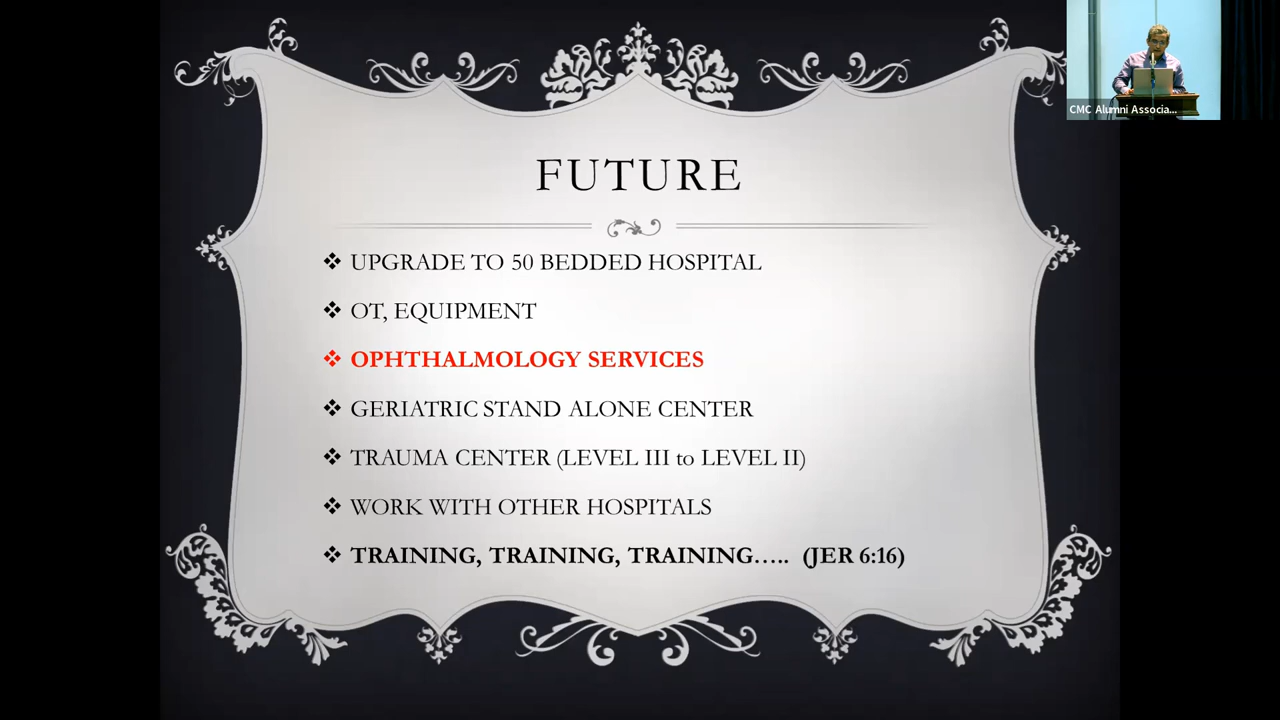 CMC Alumni Associa...
FUTURE
UPGRADE TO 50 BEDDED HOSPITAL
OT, EQUIPMENT
OPHTHALMOLOGY SERVICES
GERIATRIC STAND ALONE CENTER
TRAUMA CENTER (LEVEL III to LEVEL II)
WORK WITH OTHER HOSPITALS
TRAINING, TRAINING, TRAINING….. (JER 6:16)